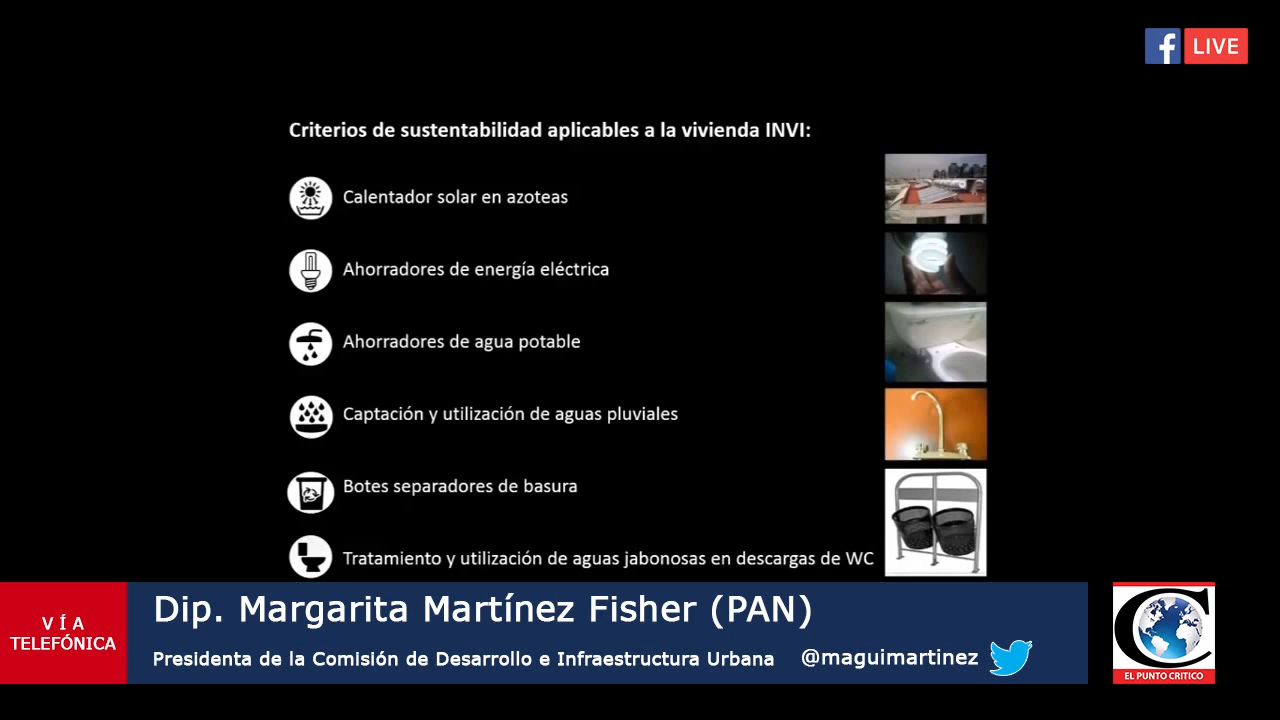 LIVE
Criterios de sustentabilidad aplicables a la vivienda INVI:
Calentador solar en azoteas
Ahorradores de energía eléctrica
Ahorradores de agua potable
Captación y utilización de aguas pluviales
Botes separadores de basura
Tratamiento y utilización de aguas jabonosas en descargas de WC
VÍA
TELEFÓNICA
Dip. Margarita Martínez Fisher (PAN)
Presidenta de la Comisión de Desarrollo e Infraestructura Urbana
@maguimartinez
C
EL PUNTO CRITICO